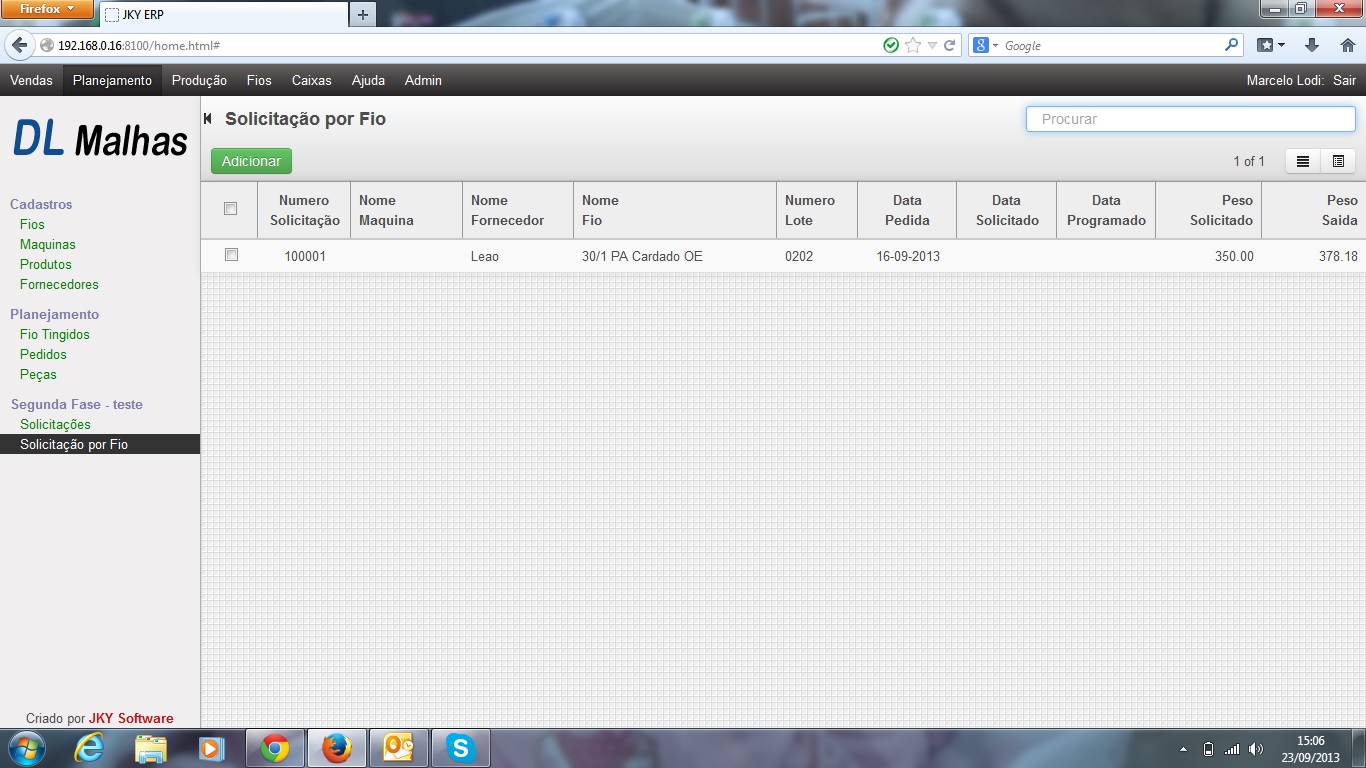 Firefox
JKY ERP
192.168.0.16:8100/home.html#
Google
Vendas Planejamento Produção Fios Caixas Ajuda Admin
Marcelo Lodi: Sair
DL Malhas
Cadastros
Fios
Maquinas
Produtos
Fornecedores
Planejamento
Fio Tingidos
Pedidos
Peças
Segunda Fase - teste
Solicitações
Solicitação por Fio
Criado por JKY Software
Solicitação por Fio
Procurar
Adicionar
1 of 1
Numero Nome Nome Nome Numero Data Data Data Peso Peso
Solicitação Maquina Fornecedor Fio Lote Pedida Solicitado Programado Solicitado Saida
100001 Leao 30/1 PA Cardado OE 0202 16-09-2013 350.00 378.18
15:06
23/09/2013